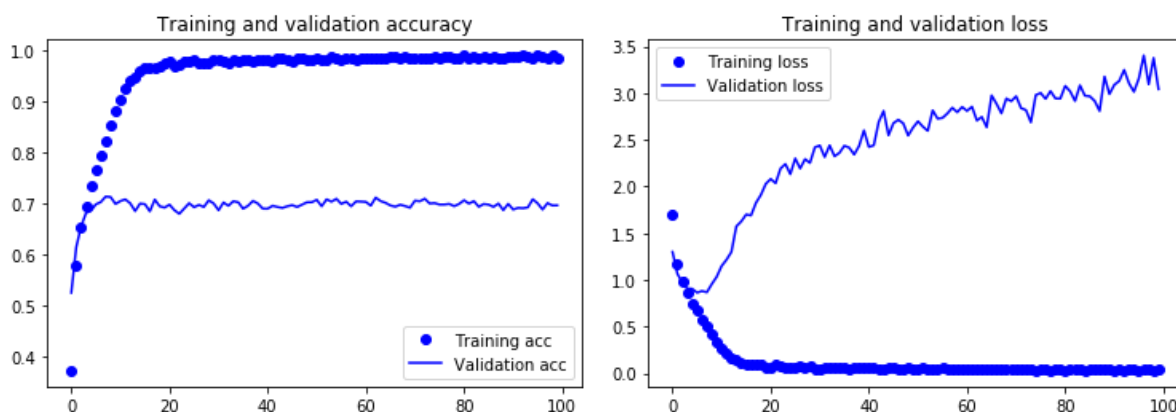 Training and validation accuracy
1.0
0.9
0.8
0.7
0.6
0.5
0.4
0 20 40 60 80 100
Training acc
Validation acc
Training and validation loss
3.5
3.0
2.5
2.0
1.5
1.0
0.5
0.0
0 20 40 60 80 100
Training loss
Validation loss